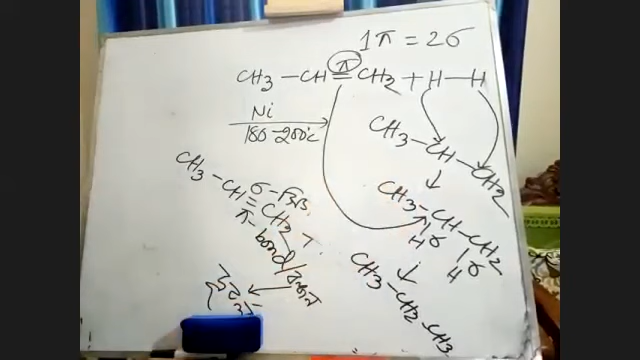 1π = 2σ
CH3 — CH = CH2 + H — H
π
Ni
180-200°C
CH3 — CH — CH2
CH3 — CH — CH2
H σ H σ
CH3 — CH2 — CH3
CH3 — CH = CH2
σ-
π-bond/